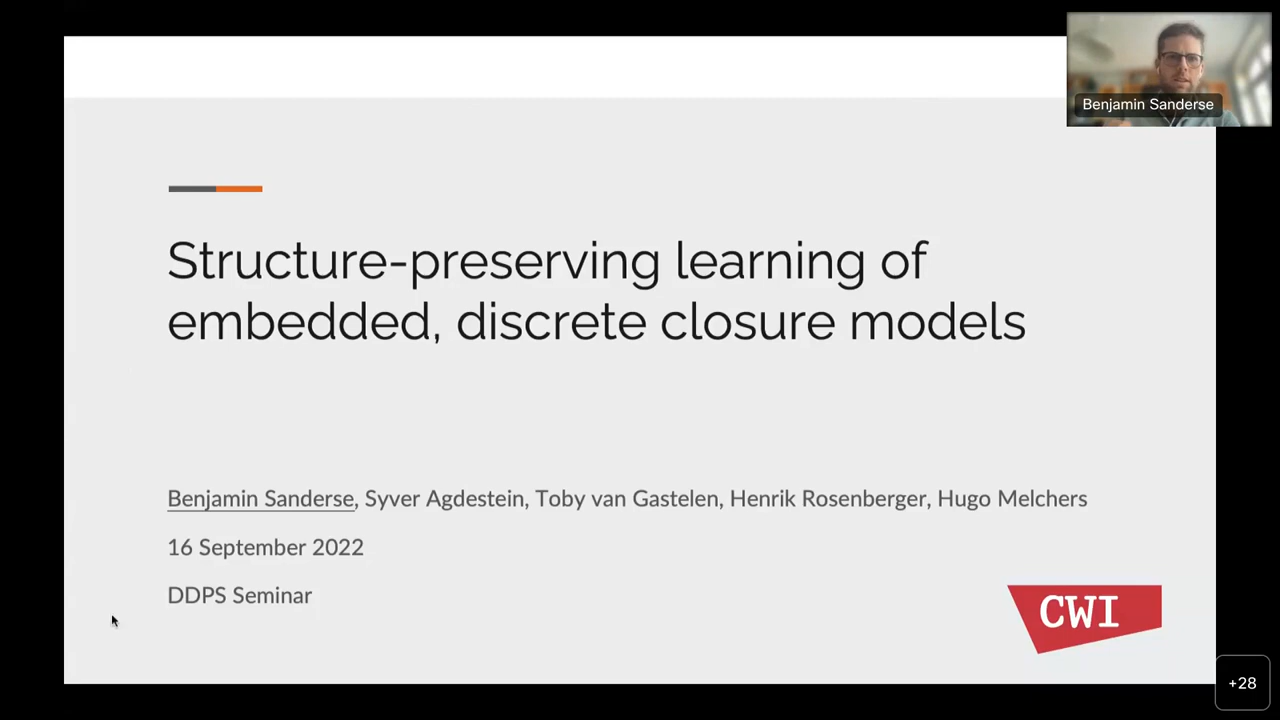 Benjamin Sanderse
Structure-preserving learning of
embedded, discrete closure models
Benjamin Sanderse, Syver Agdestein, Toby van Gastelen, Henrik Rosenberger, Hugo Melchers
16 September 2022
DDPS Seminar
CWI
+28